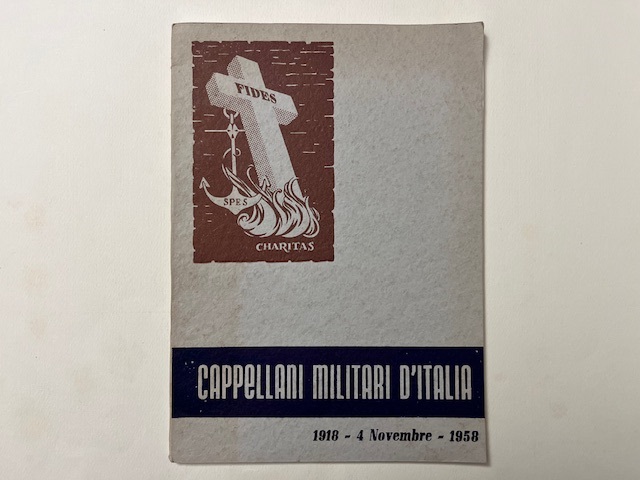 FIDES
SPES
CHARITAS
CAPPELLANI MILITARI D'ITALIA
1918 - 4 Novembre - 1958